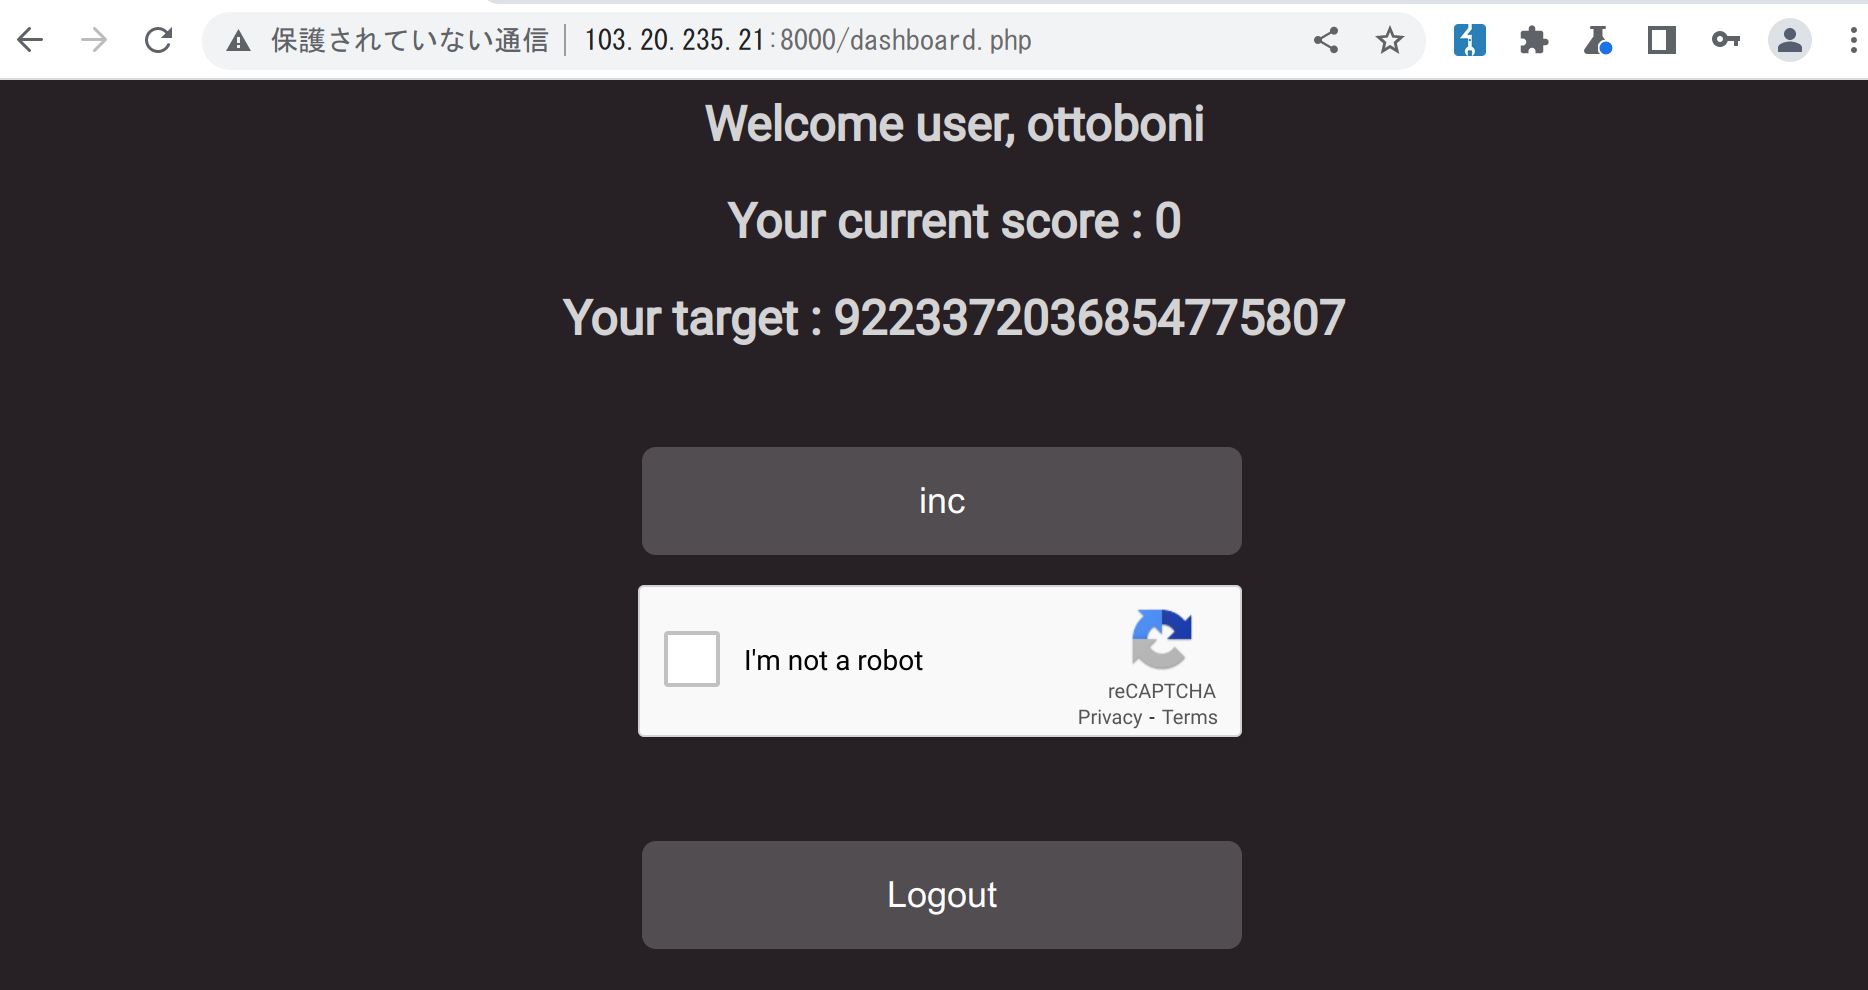 保護されていない通信 103.20.235.21:8000/dashboard.php
Welcome user, ottoboni
Your current score : 0
Your target : 9223372036854775807
inc
I'm not a robot
reCAPTCHA
Privacy - Terms
Logout